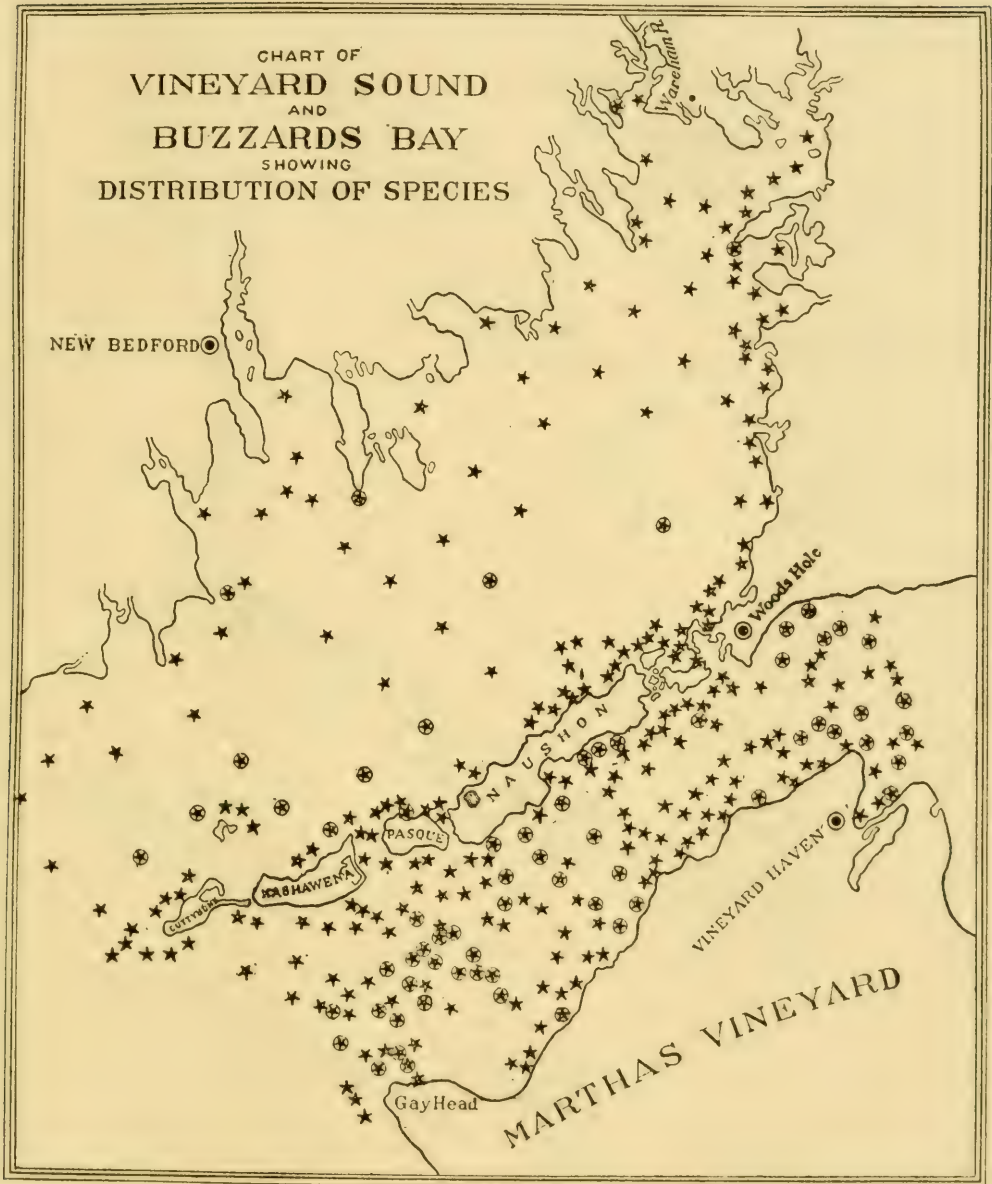 CHART OF
VINEYARD SOUND
AND
BUZZARDS BAY
SHOWING
DISTRIBUTION OF SPECIES
Wareham R.
NEW BEDFORD
Woods Hole
NAUSHON
PASQUE
NASHAWENA
CUTTYHUNK
VINEYARD HAVEN
MARTHAS VINEYARD
Gay Head